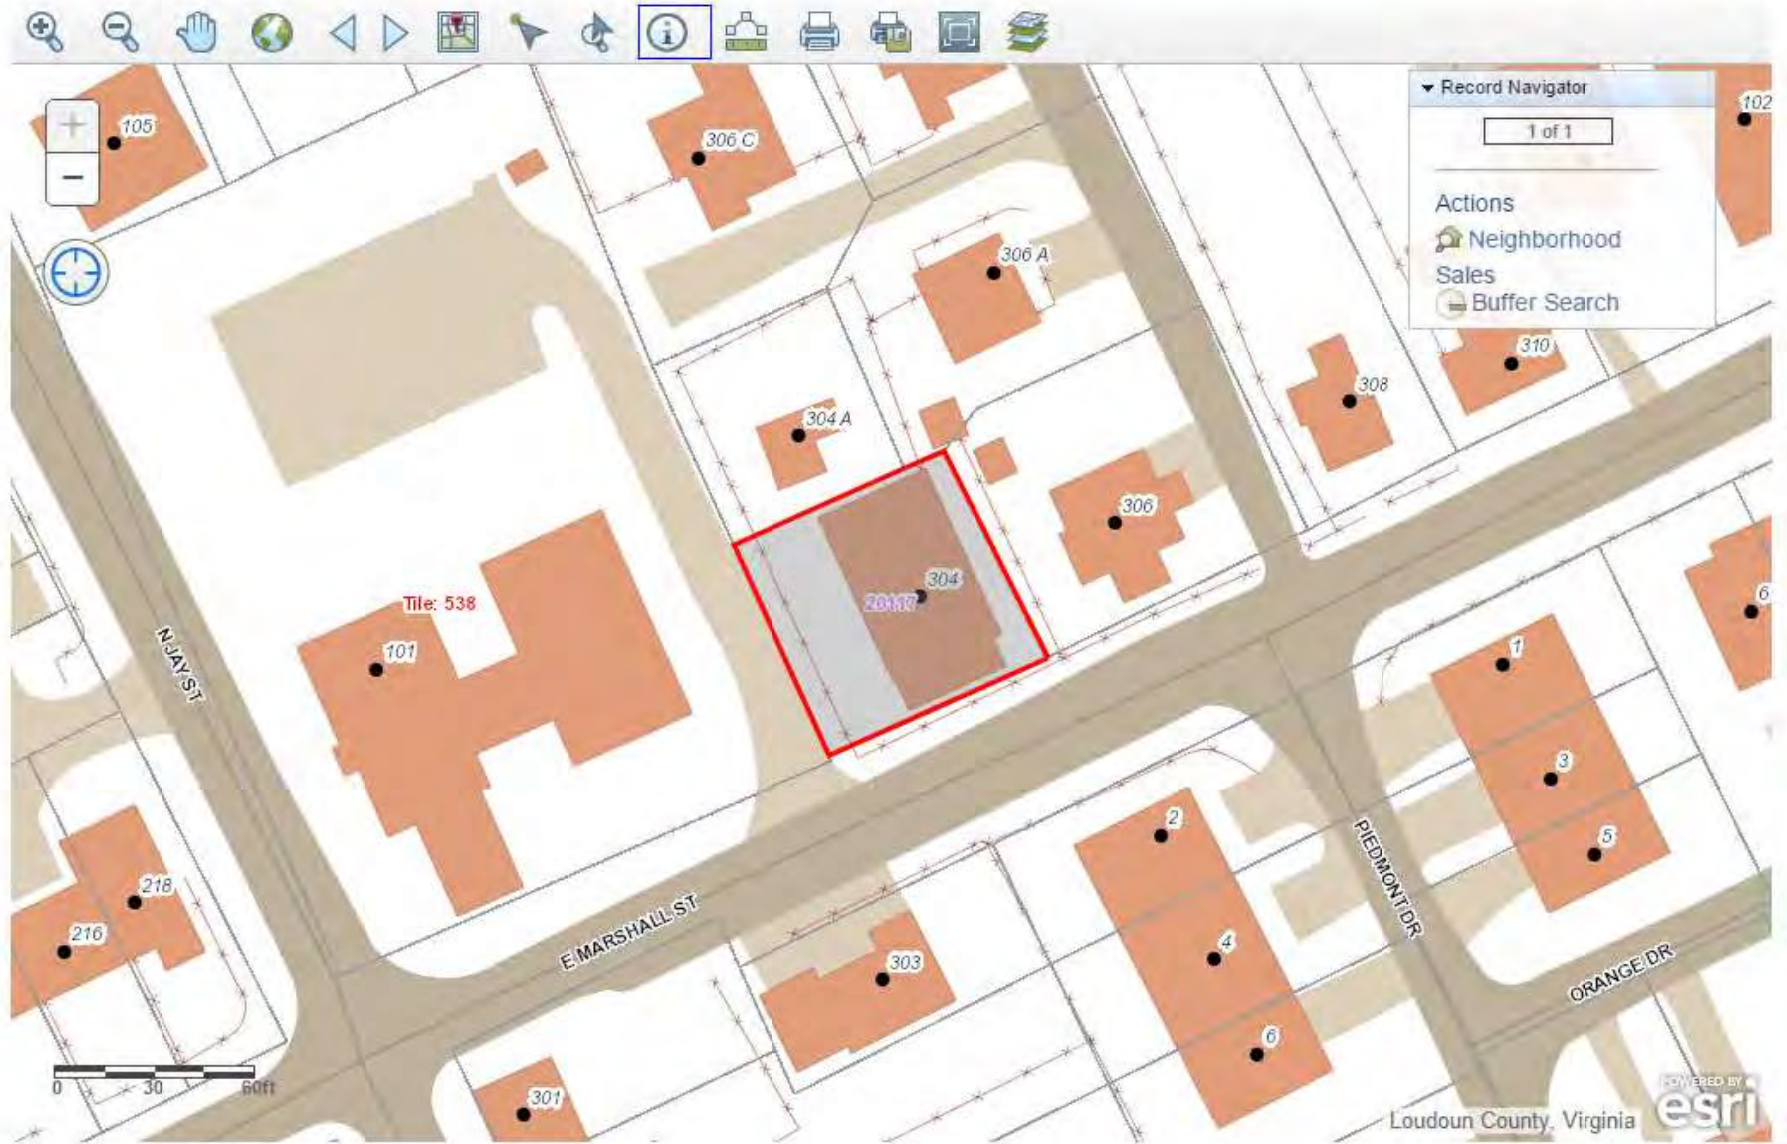 Record Navigator
1 of 1
Actions
Neighborhood
Sales
Buffer Search
105
306 C
102
306 A
310
308
304 A
306
304
Tile: 538
101
N JAY ST
1
6
3
2
5
PIEDMONT DR
218
216
E MARSHALL ST
303
4
ORANGE DR
6
301
0 30 60ft
POWERED BY
esri
Loudoun County, Virginia